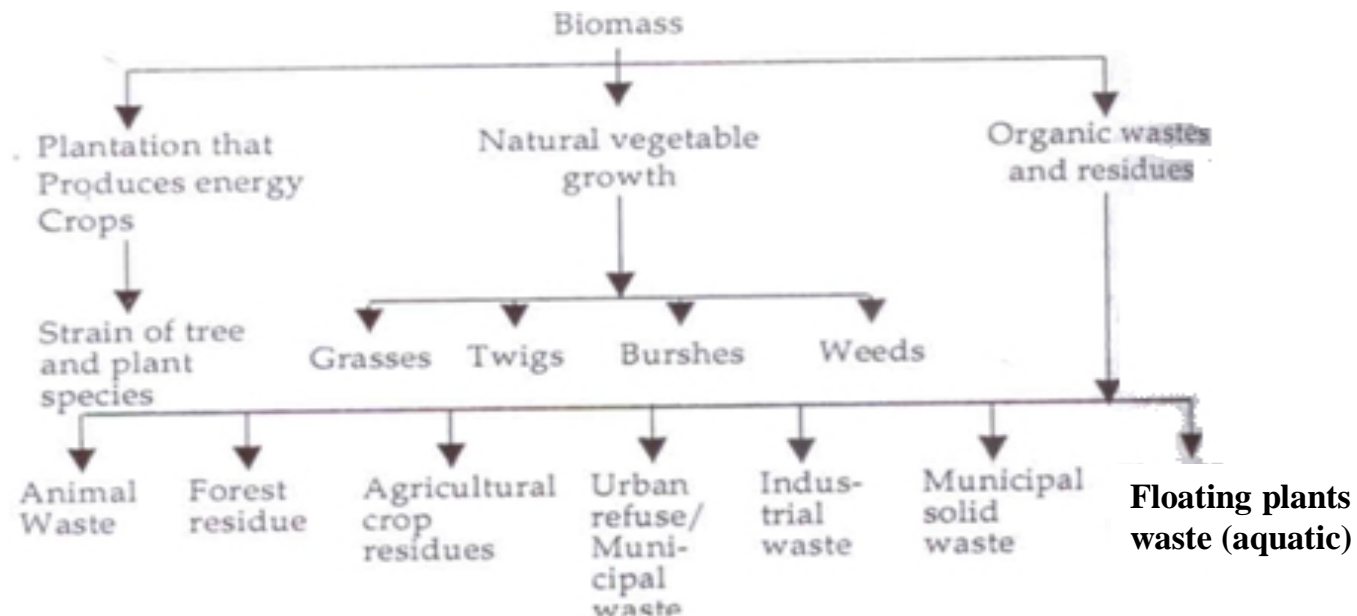 Biomass
Plantation that
Produces energy
Crops
Natural vegetable
growth
Organic wastes
and residues
Strain of tree
and plant
species
Grasses
Twigs
Burshes
Weeds
Animal
Waste
Forest
residue
Agricultural
crop
residues
Urban
refuse/
Muni-
cipal
waste
Indus-
trial
waste
Municipal
solid
waste
Floating plants
waste (aquatic)